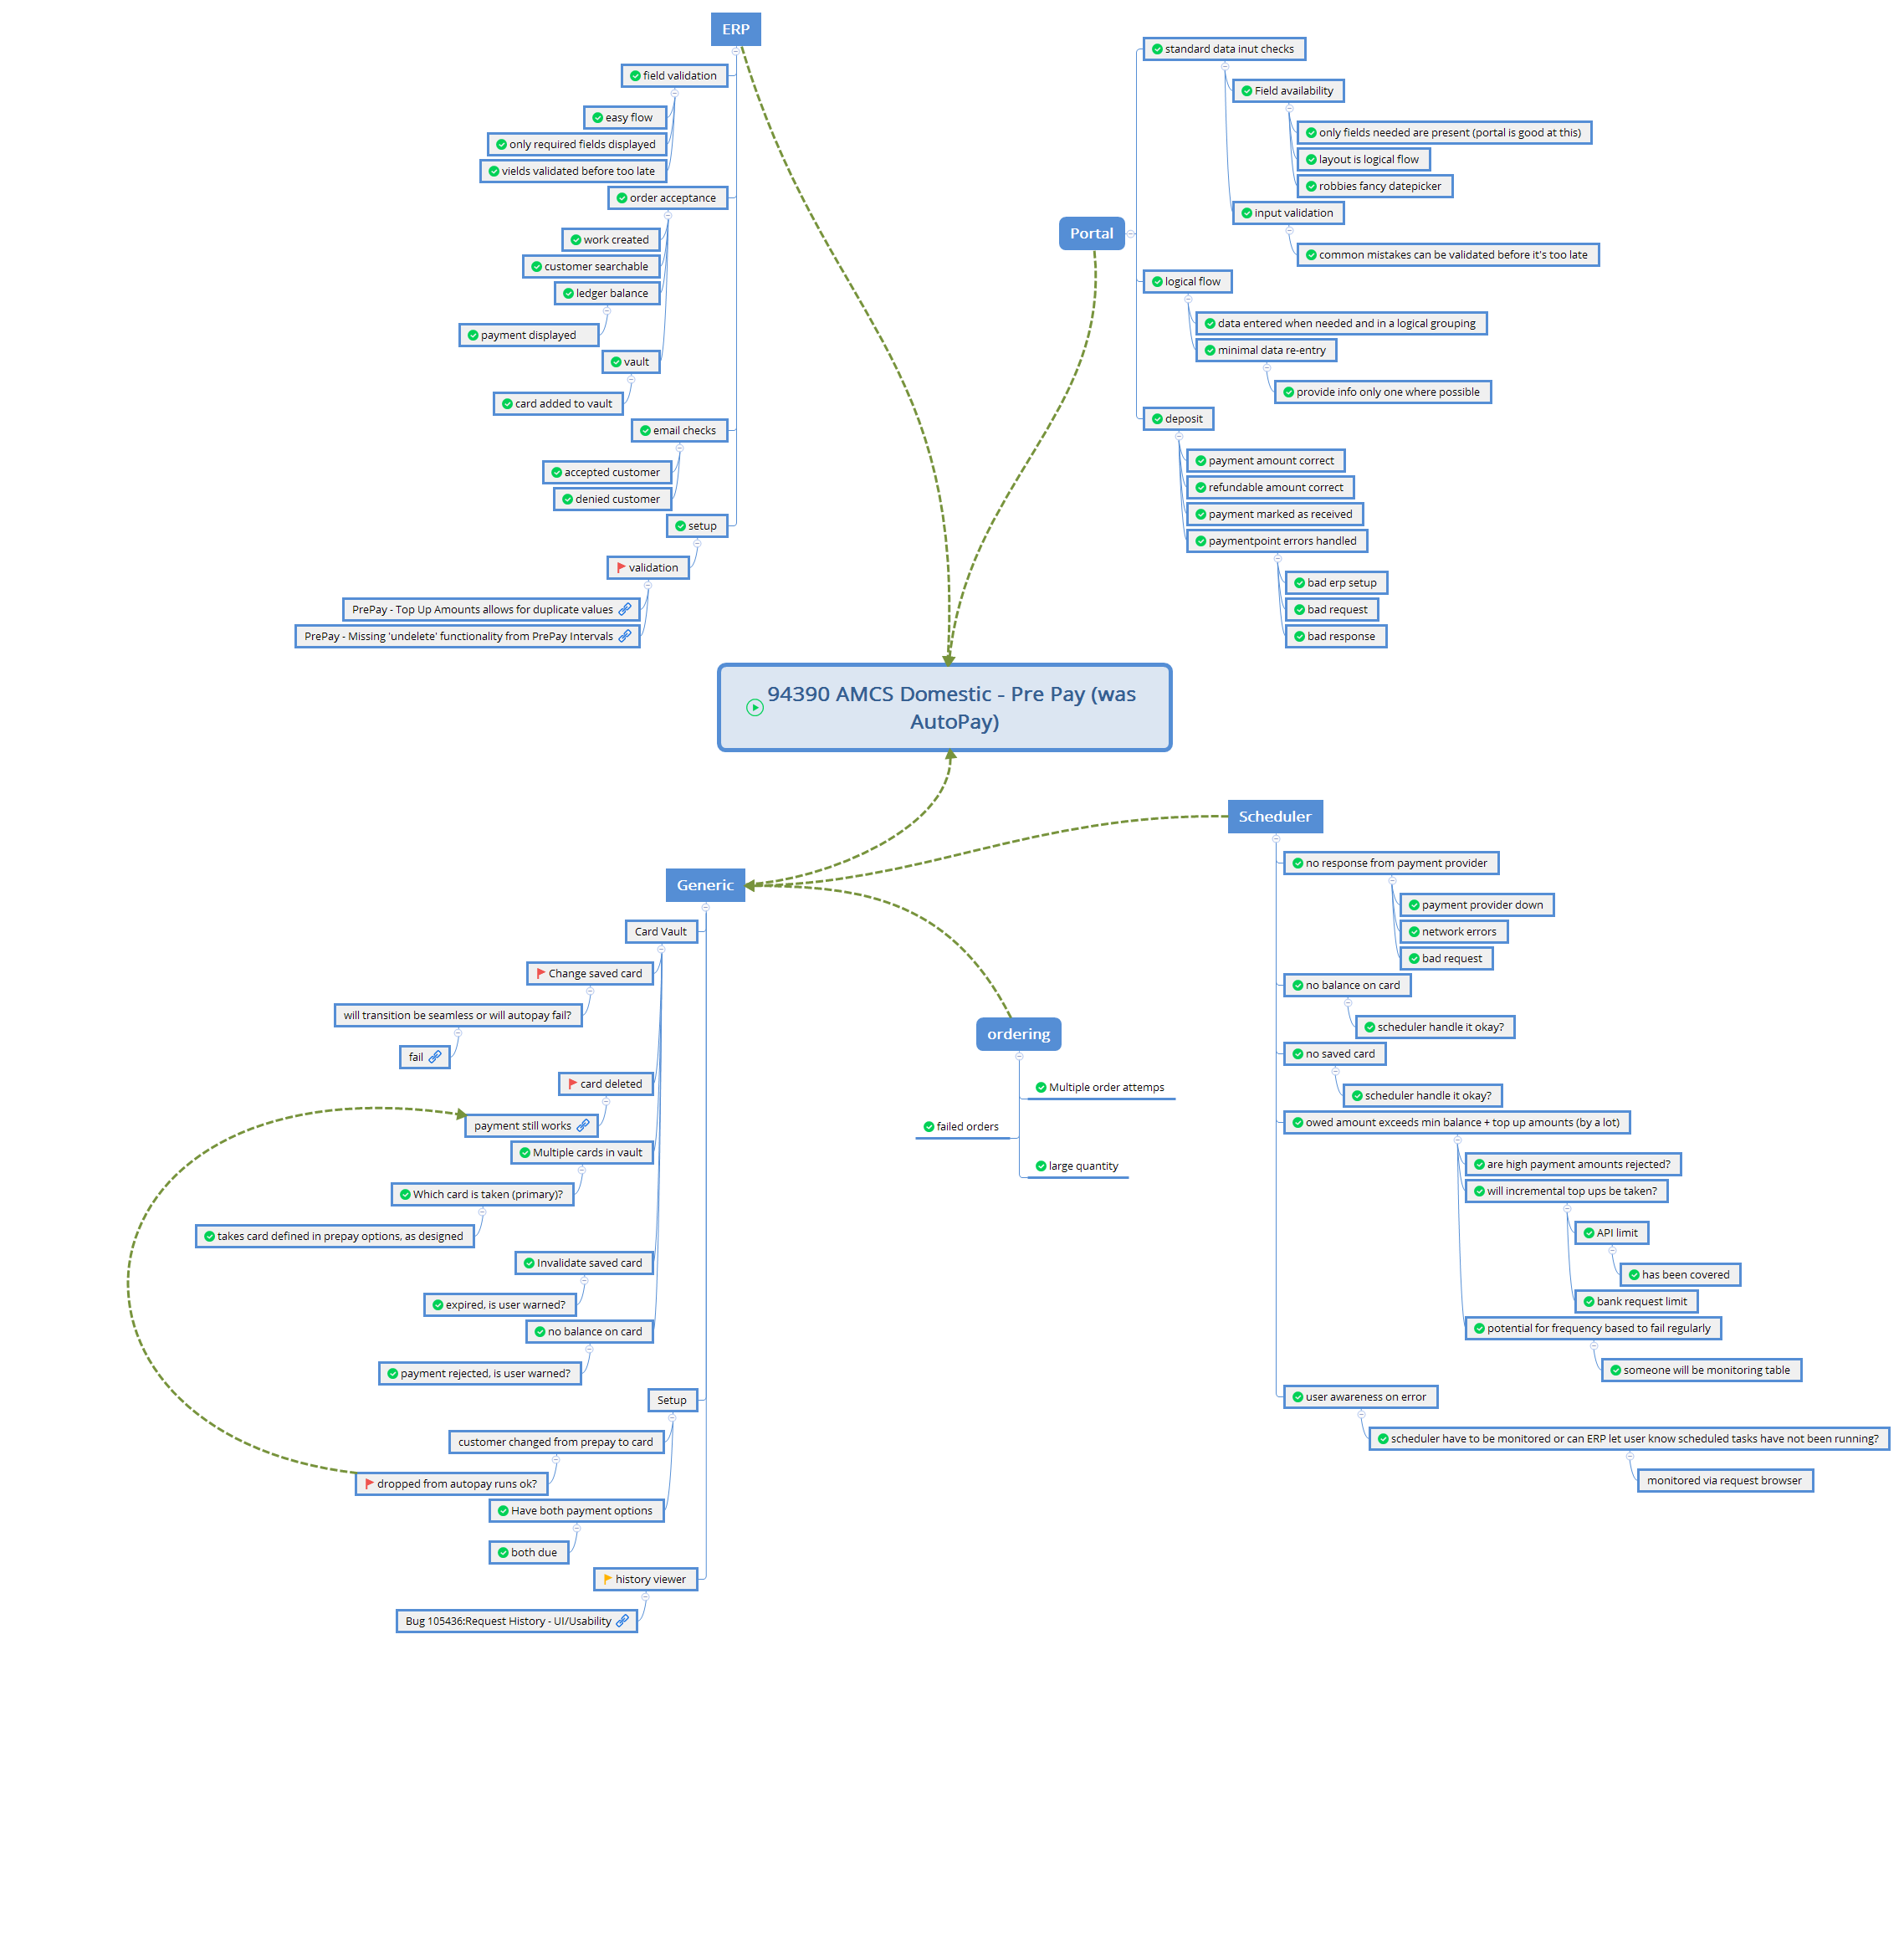 ERP
field validation
easy flow
only required fields displayed
vields validated before too late
order acceptance
work created
customer searchable
ledger balance
payment displayed
vault
card added to vault
email checks
accepted customer
denied customer
setup
validation
PrePay - Top Up Amounts allows for duplicate values
PrePay - Missing 'undelete' functionality from PrePay Intervals
Portal
standard data inut checks
Field availability
only fields needed are present (portal is good at this)
layout is logical flow
robbies fancy datepicker
input validation
common mistakes can be validated before it's too late
logical flow
data entered when needed and in a logical grouping
minimal data re-entry
provide info only one where possible
deposit
payment amount correct
refundable amount correct
payment marked as received
paymentpoint errors handled
bad erp setup
bad request
bad response
94390 AMCS Domestic - Pre Pay (was
AutoPay)
Generic
Card Vault
Change saved card
will transition be seamless or will autopay fail?
fail
card deleted
payment still works
Multiple cards in vault
Which card is taken (primary)?
takes card defined in prepay options, as designed
Invalidate saved card
expired, is user warned?
no balance on card
payment rejected, is user warned?
Setup
customer changed from prepay to card
dropped from autopay runs ok?
Have both payment options
both due
history viewer
Bug 105436:Request History - UI/Usability
ordering
Multiple order attemps
failed orders
large quantity
Scheduler
no response from payment provider
payment provider down
network errors
bad request
no balance on card
scheduler handle it okay?
no saved card
scheduler handle it okay?
owed amount exceeds min balance + top up amounts (by a lot)
are high payment amounts rejected?
will incremental top ups be taken?
API limit
has been covered
bank request limit
potential for frequency based to fail regularly
someone will be monitoring table
user awareness on error
scheduler have to be monitored or can ERP let user know scheduled tasks have not been running?
monitored via request browser